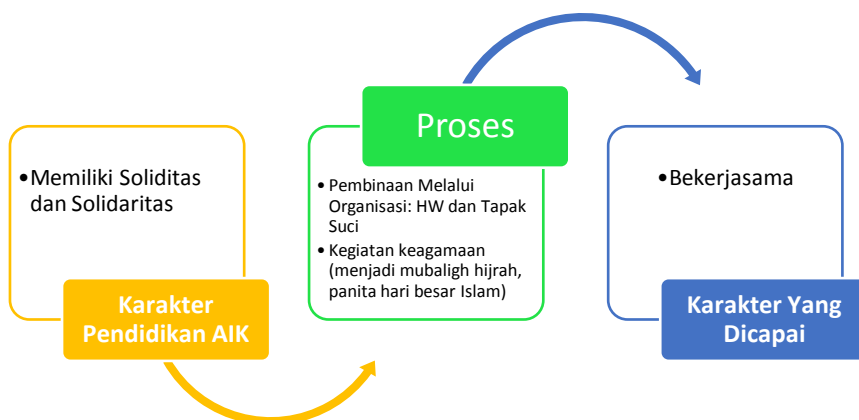 •Memiliki Soliditas
dan Solidaritas
Karakter
Pendidikan AIK
Proses
•Pembinaan Melalui
Organisasi: HW dan Tapak
Suci
•Kegiatan keagamaan
(menjadi mubaligh hijrah,
panita hari besar Islam)
•Bekerjasama
Karakter Yang
Dicapai